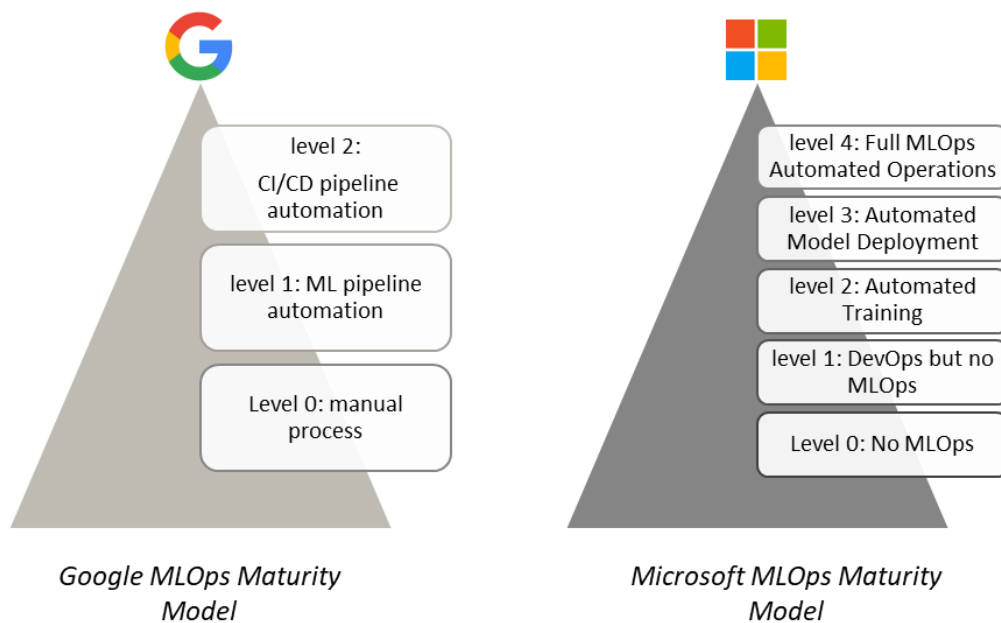 level 2:
CI/CD pipeline
automation
level 1: ML pipeline
automation
Level 0: manual
process
Google MLOps Maturity
Model
level 4: Full MLOps
Automated Operations
level 3: Automated
Model Deployment
level 2: Automated
Training
level 1: DevOps but no
MLOps
Level 0: No MLOps
Microsoft MLOps Maturity
Model